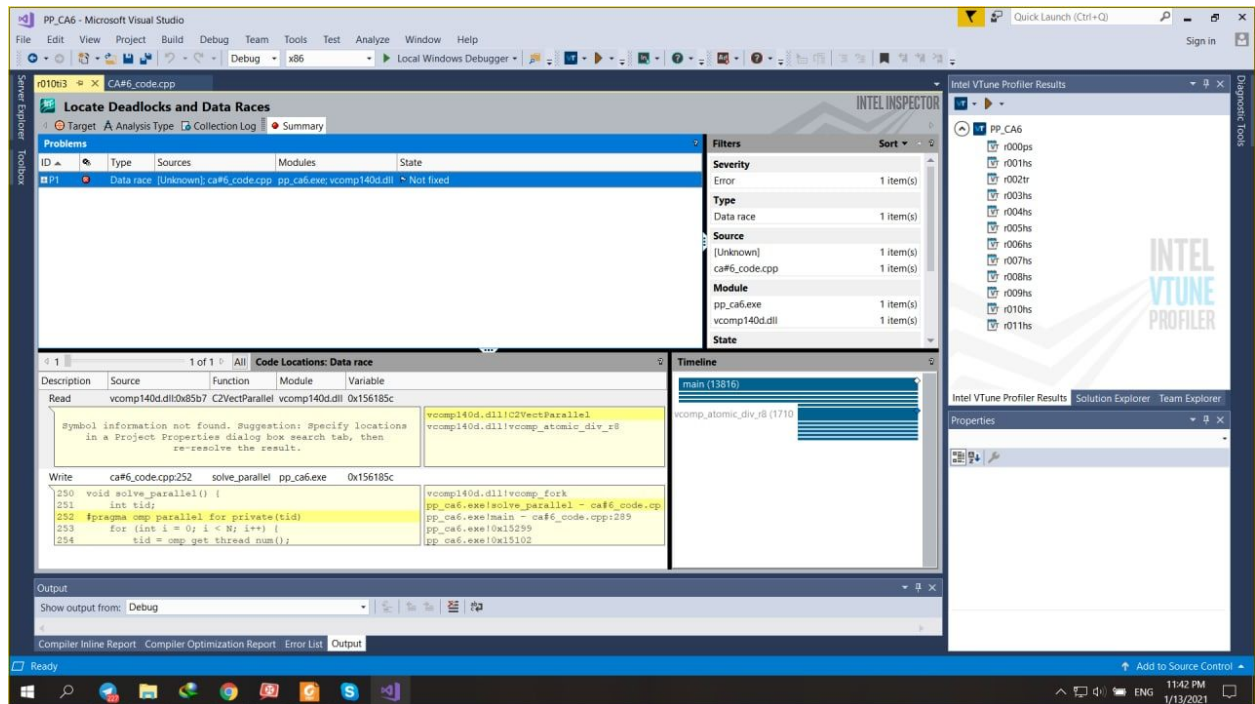 PP_CA6 - Microsoft Visual Studio
Quick Launch (Ctrl+Q)
File Edit View Project Build Debug Team Tools Test Analyze Window Help
Sign in
Debug x86 Local Windows Debugger
Server Explorer
Toolbox
r010ti3 CA#6_code.cpp
Locate Deadlocks and Data Races
INTEL INSPECTOR
Target Analysis Type Collection Log Summary
Problems
ID Type Sources Modules State
P1 Data race [Unknown]; ca#6_code.cpp pp_ca6.exe; vcomp140d.dll Not fixed
Filters Sort
Severity
Error 1 item(s)
Type
Data race 1 item(s)
Source
[Unknown] 1 item(s)
ca#6_code.cpp 1 item(s)
Module
pp_ca6.exe 1 item(s)
vcomp140d.dll 1 item(s)
State
1 1 of 1 All Code Locations: Data race
Description Source Function Module Variable
Read vcomp140d.dll:0x85b7 C2VectParallel vcomp140d.dll 0x156185c
Symbol information not found. Suggestion: Specify locations
in a Project Properties dialog box search tab, then
re-resolve the result.
vcomp140d.dll!C2VectParallel
vcomp140d.dll!vcomp_atomic_div_r8
Write ca#6_code.cpp:252 solve_parallel pp_ca6.exe 0x156185c
250 void solve_parallel() {
251 int tid;
252 #pragma omp parallel for private(tid)
253 for (int i = 0; i < N; i++) {
254 tid = omp_get_thread_num();
vcomp140d.dll!vcomp_fork
pp_ca6.exe!solve_parallel - ca#6_code.cp
pp_ca6.exe!main - ca#6_code.cpp:289
pp_ca6.exe!0x15299
pp_ca6.exe!0x15102
Timeline
main (13816)
vcomp_atomic_div_r8 (1710
Output
Show output from: Debug
Compiler Inline Report Compiler Optimization Report Error List Output
Intel VTune Profiler Results
PP_CA6
r000ps
r001hs
r002tr
r003hs
r004hs
r005hs
r006hs
r007hs
r008hs
r009hs
r010hs
r011hs
INTEL
VTUNE
PROFILER
Intel VTune Profiler Results Solution Explorer Team Explorer
Properties
Diagnostic Tools
Ready
Add to Source Control
ENG
11:42 PM
1/13/2021